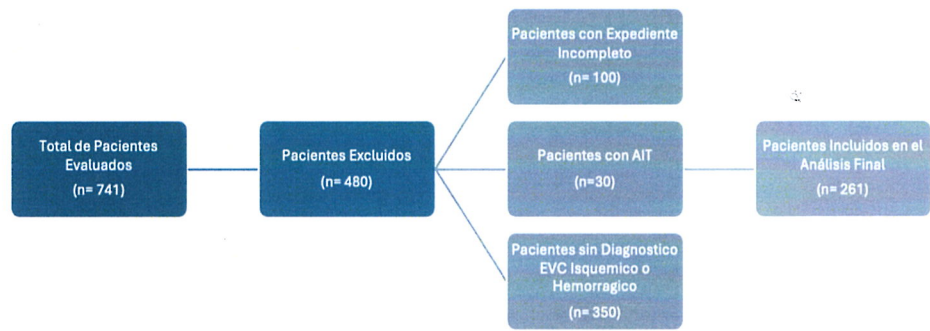 Total de Pacientes
Evaluados
(n= 741)
Pacientes Excluidos
(n= 480)
Pacientes con Expediente
Incompleto
(n= 100)
Pacientes con AIT
(n=30)
Pacientes sin Diagnostico
EVC Isquemico o
Hemorragico
(n= 350)
Pacientes Incluidos en el
Análisis Final
(n= 261)